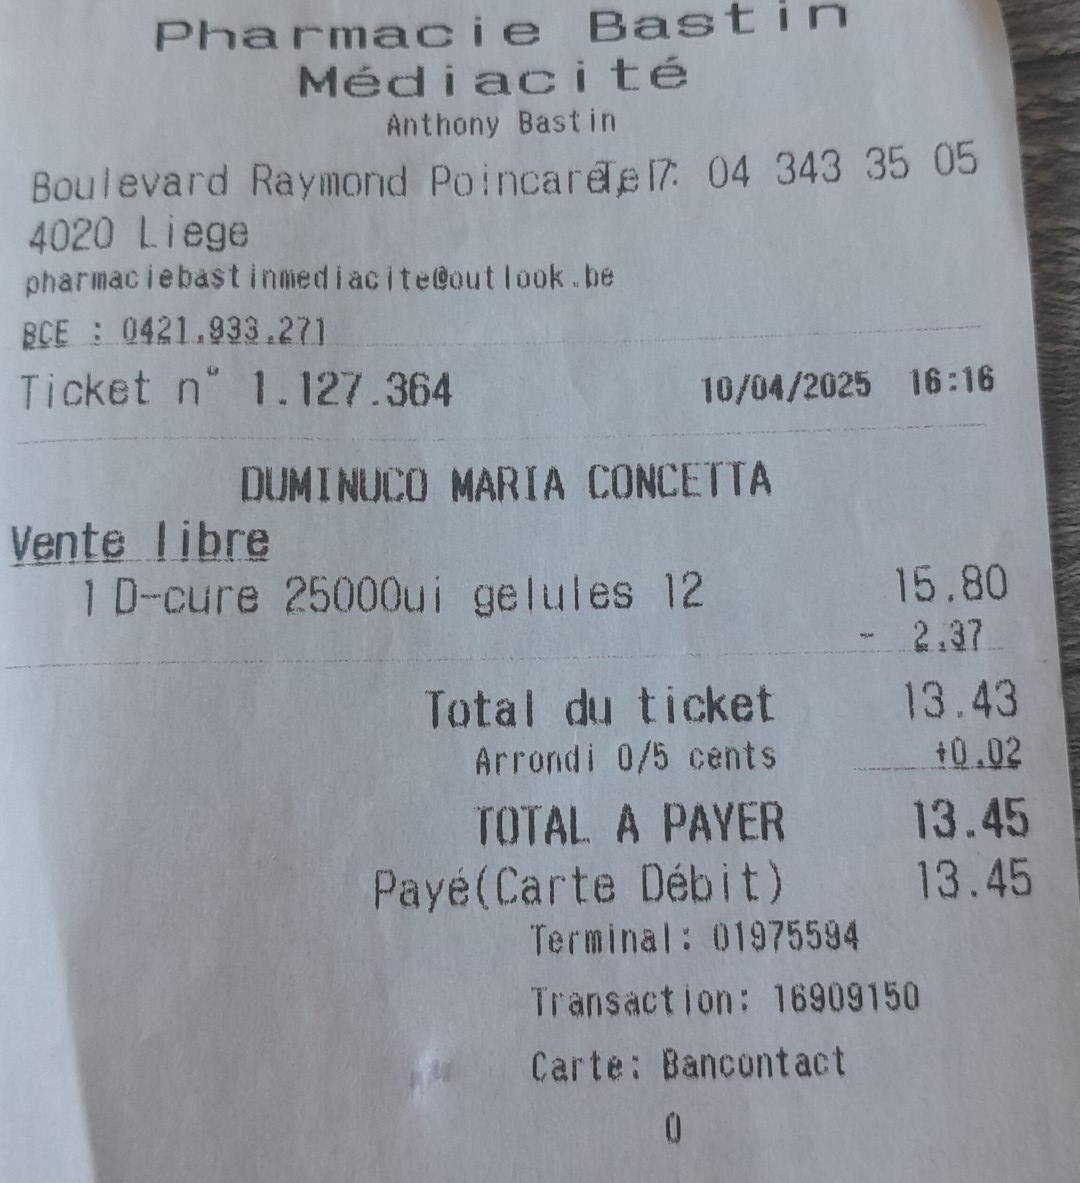 Pharmacie Bastin
Médiacité
Anthony Bastin
Boulevard Raymond Poincaré 7 Tel: 04 343 35 05
4020 Liege
pharmaciebastinmediacite@outlook.be
BCE : 0421.933.271
Ticket n° 1.127.364 10/04/2025 16:16
DUMINUCO MARIA CONCETTA
Vente libre
1 D-cure 25000ui gelules 12 15.80
- 2.37
Total du ticket 13.43
Arrondi 0/5 cents +0.02
TOTAL A PAYER 13.45
Payé(Carte Débit) 13.45
Terminal: 01975594
Transaction: 16909150
Carte: Bancontact
0